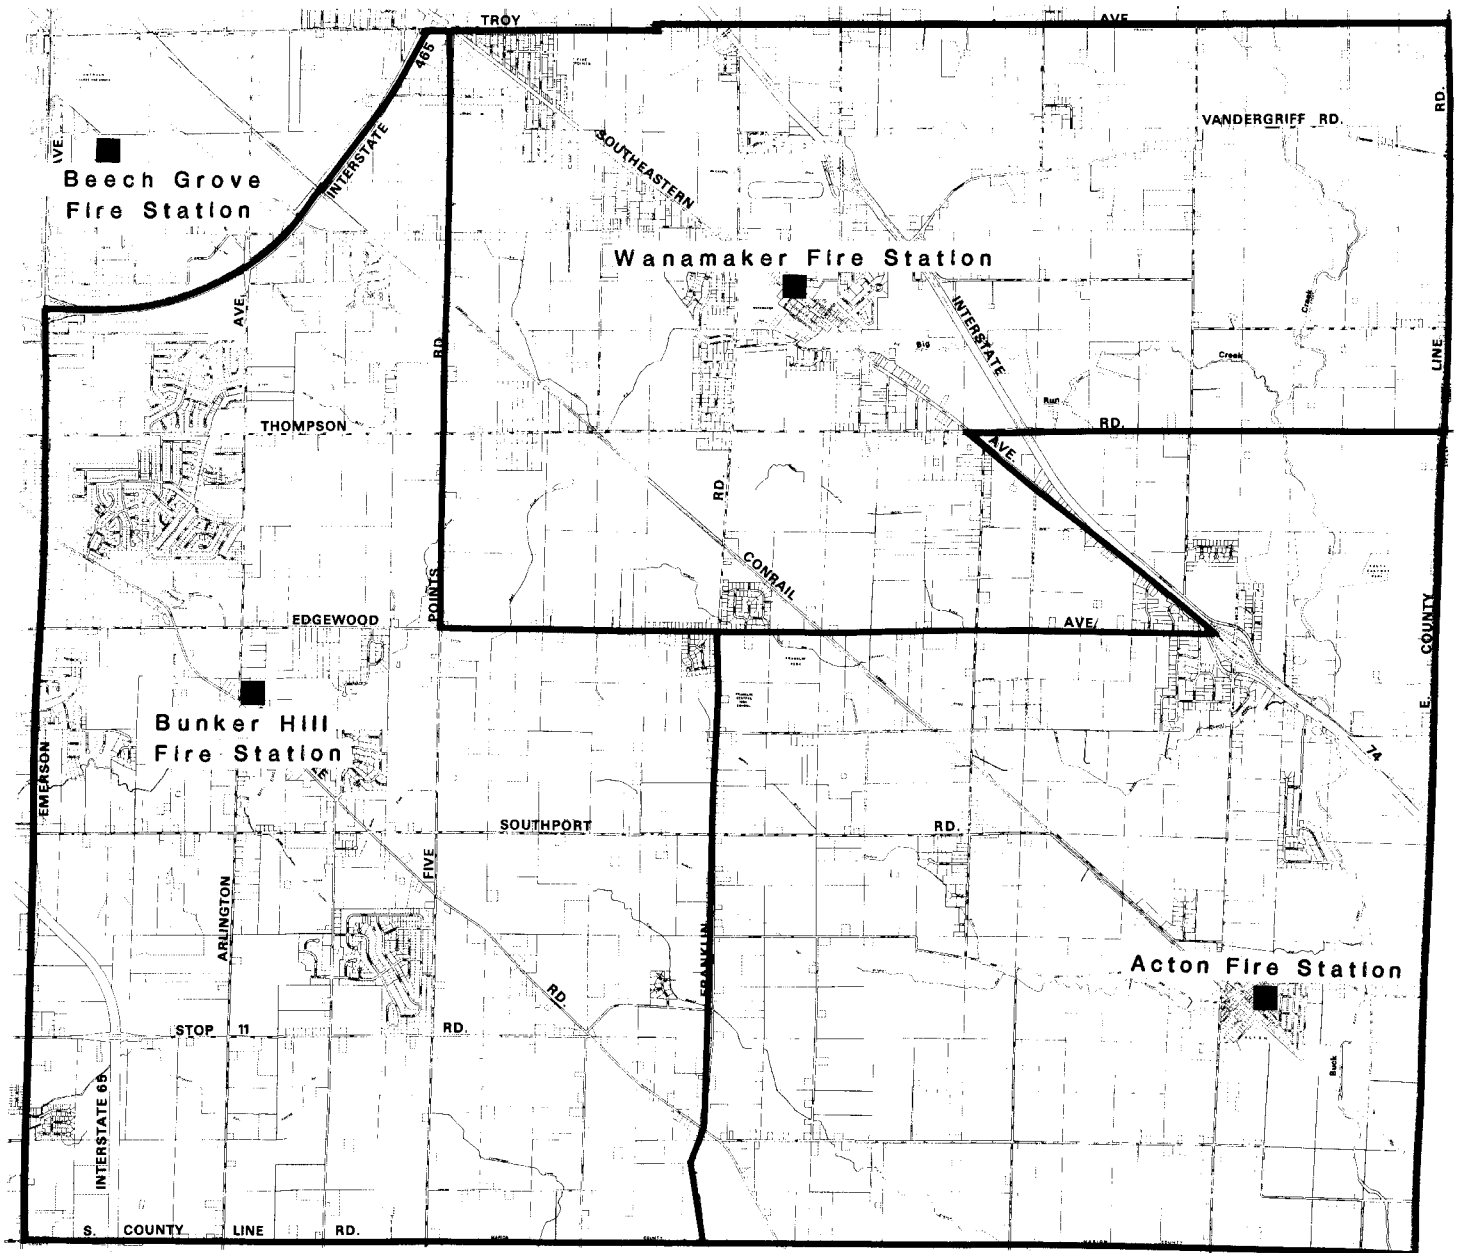 TROY
AVE
465
INTERSTATE
VE.
Beech Grove
Fire Station
SOUTHEASTERN
VANDERGRIFF RD.
RD.
Wanamaker Fire Station
AVE.
INTERSTATE
Creek
RD.
Big
Creek
LINE
Run
THOMPSON
RD.
AVE.
RD.
CONRAIL
POINTS
EDGEWOOD
AVE.
COUNTY
E.
Bunker Hill
Fire Station
74
EMERSON
SOUTHPORT
RD.
FIVE
ARLINGTON
FRANKLIN
Acton Fire Station
RD.
STOP 11
RD.
Buck
INTERSTATE 65
S. COUNTY LINE RD.